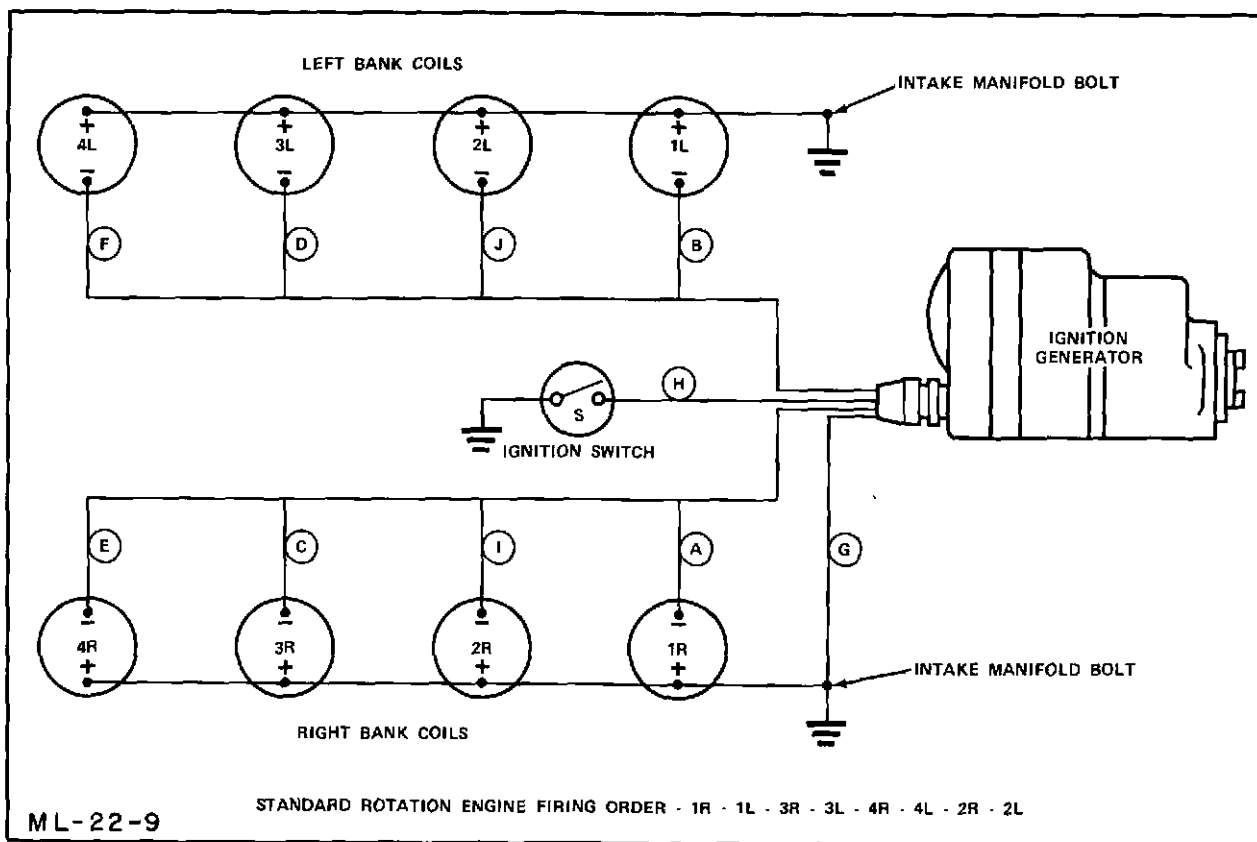 LEFT BANK COILS
INTAKE MANIFOLD BOLT
+ + + +
4L 3L 2L 1L
− − − −
F D J B
IGNITION
GENERATOR
H
S
IGNITION SWITCH
E C I A G
− − − −
4R 3R 2R 1R
+ + + +
INTAKE MANIFOLD BOLT
RIGHT BANK COILS
STANDARD ROTATION ENGINE FIRING ORDER - 1R - 1L - 3R - 3L - 4R - 4L - 2R - 2L
ML-22-9